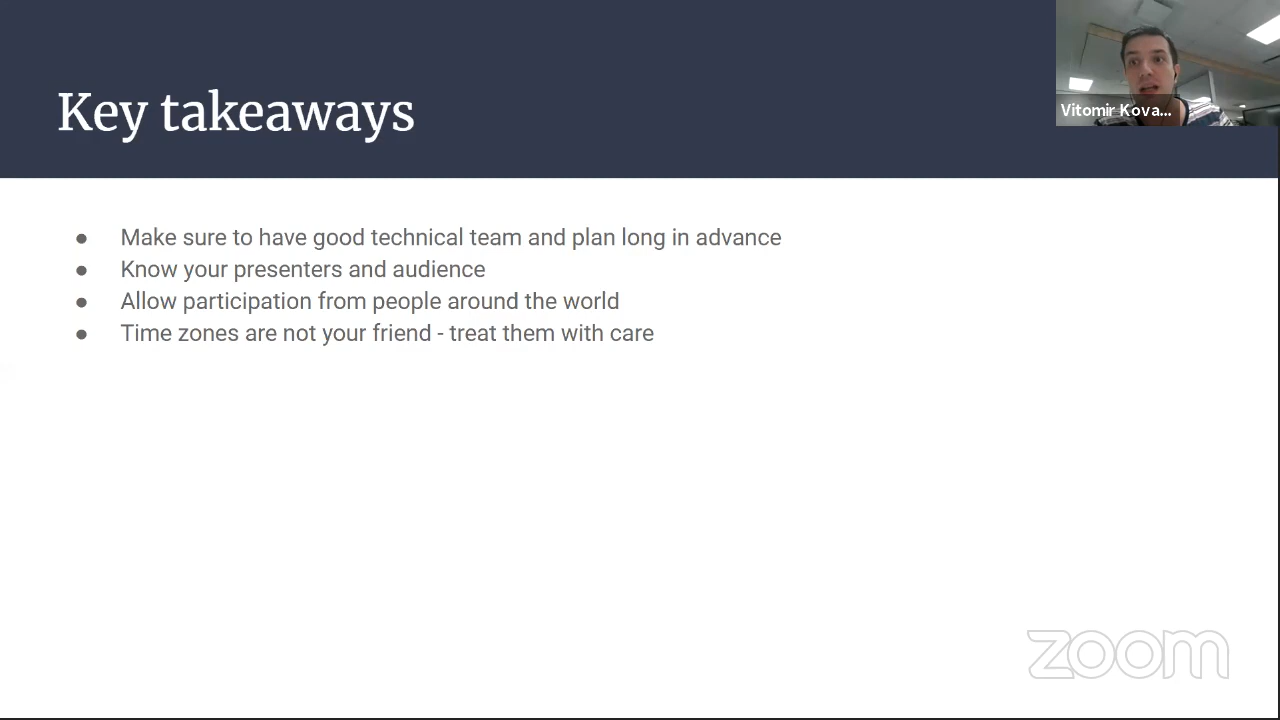 Key takeaways
Vitomir Kova...
● Make sure to have good technical team and plan long in advance
● Know your presenters and audience
● Allow participation from people around the world
● Time zones are not your friend - treat them with care
zoom